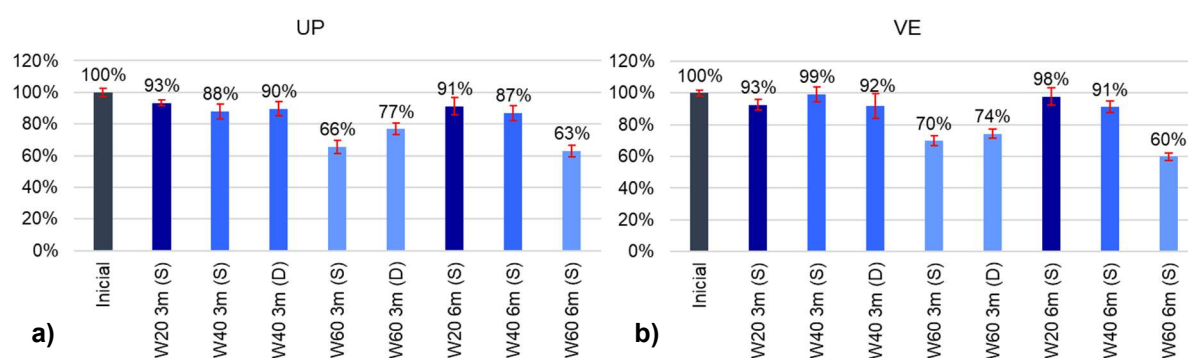 UP
120%
100%
80%
60%
40%
20%
0%
100%
93%
88%
90%
66%
77%
91%
87%
63%
Inicial
W20 3m (S)
W40 3m (S)
W40 3m (D)
W60 3m (S)
W60 3m (D)
W20 6m (S)
W40 6m (S)
W60 6m (S)
a)
VE
120%
100%
80%
60%
40%
20%
0%
100%
93%
99%
92%
70%
74%
98%
91%
60%
Inicial
W20 3m (S)
W40 3m (S)
W40 3m (D)
W60 3m (S)
W60 3m (D)
W20 6m (S)
W40 6m (S)
W60 6m (S)
b)